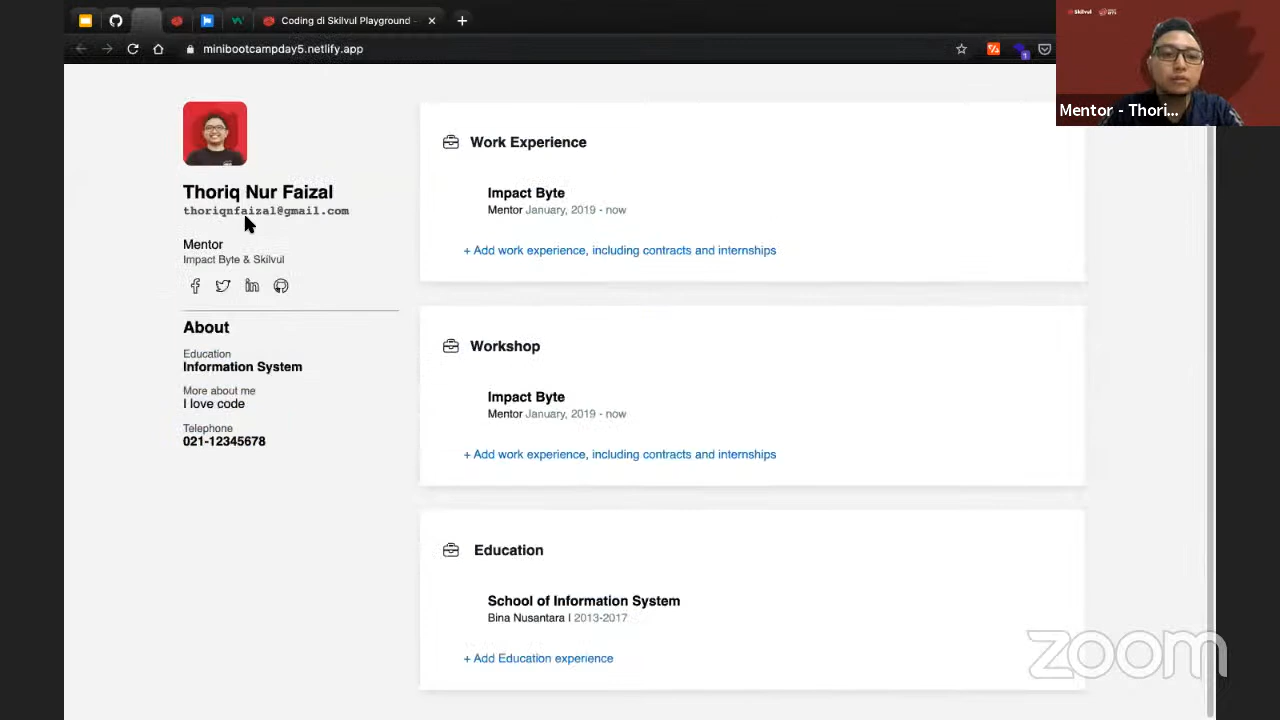 Coding di Skilvul Playground
minibootcampday5.netlify.app
Skilvul
Mentor - Thori...
Thoriq Nur Faizal
thoriqnfaizal@gmail.com
Mentor
Impact Byte & Skilvul
About
Education
Information System
More about me
I love code
Telephone
021-12345678
Work Experience
Impact Byte
Mentor January, 2019 - now
+ Add work experience, including contracts and internships
Workshop
Impact Byte
Mentor January, 2019 - now
+ Add work experience, including contracts and internships
Education
School of Information System
Bina Nusantara I 2013-2017
+ Add Education experience
zoom